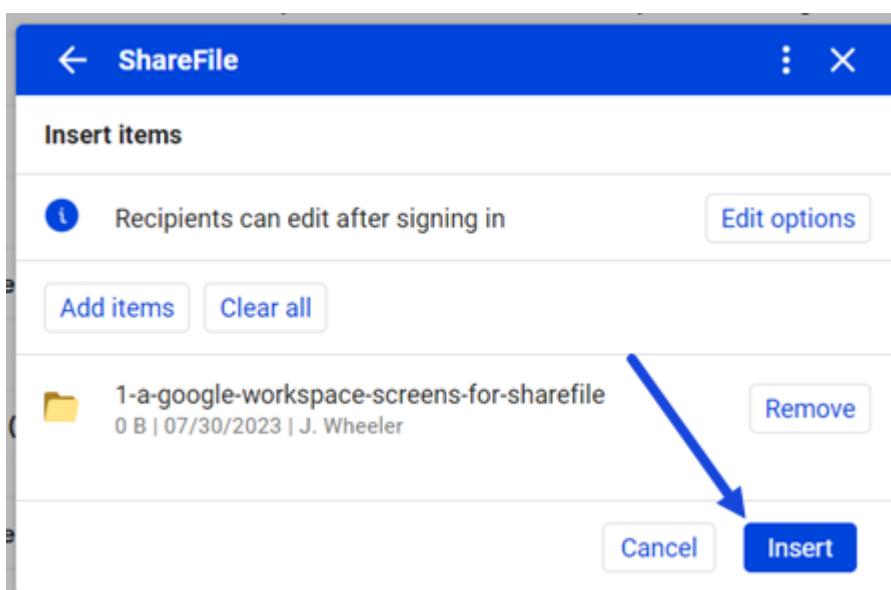 ShareFile
Insert items
Recipients can edit after signing in
Edit options
Add items
Clear all
1-a-google-workspace-screens-for-sharefile
0 B | 07/30/2023 | J. Wheeler
Remove
Cancel
Insert